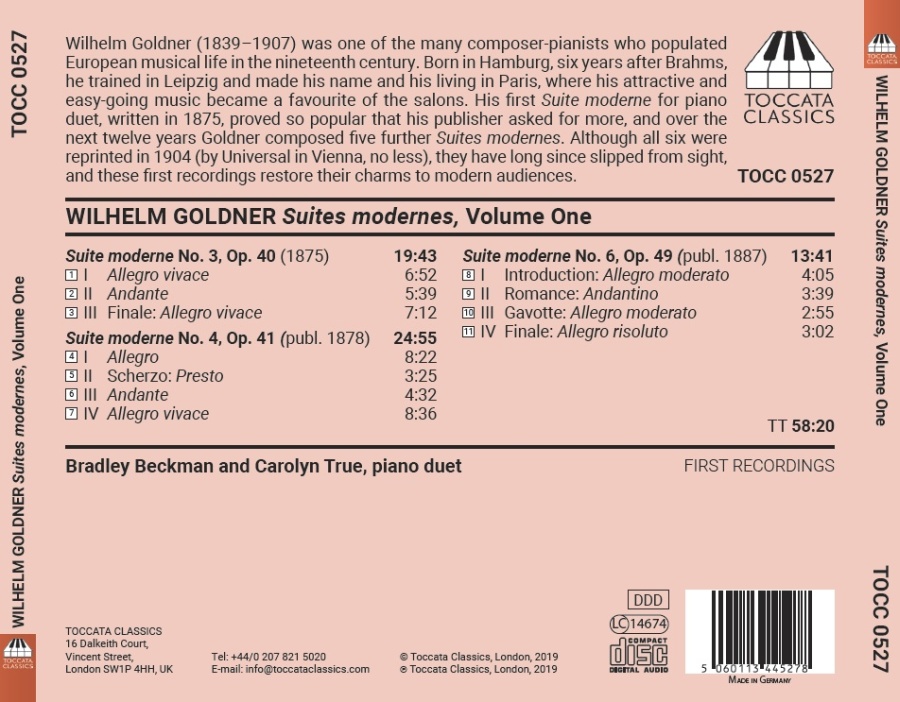 TOCC 0527
WILHELM GOLDNER Suites modernes, Volume One
TOCCATA
CLASSICS
Wilhelm Goldner (1839–1907) was one of the many composer-pianists who populated
European musical life in the nineteenth century. Born in Hamburg, six years after Brahms,
he trained in Leipzig and made his name and his living in Paris, where his attractive and
easy-going music became a favourite of the salons. His first Suite moderne for piano
duet, written in 1875, proved so popular that his publisher asked for more, and over the
next twelve years Goldner composed five further Suites modernes. Although all six were
reprinted in 1904 (by Universal in Vienna, no less), they have long since slipped from sight,
and these first recordings restore their charms to modern audiences.
TOCCATA
CLASSICS
TOCC 0527
WILHELM GOLDNER Suites modernes, Volume One
Suite moderne No. 3, Op. 40 (1875) 19:43
1 I Allegro vivace 6:52
2 II Andante 5:39
3 III Finale: Allegro vivace 7:12
Suite moderne No. 4, Op. 41 (publ. 1878) 24:55
4 I Allegro 8:22
5 II Scherzo: Presto 3:25
6 III Andante 4:32
7 IV Allegro vivace 8:36
Suite moderne No. 6, Op. 49 (publ. 1887) 13:41
8 I Introduction: Allegro moderato 4:05
9 II Romance: Andantino 3:39
10 III Gavotte: Allegro moderato 2:55
11 IV Finale: Allegro risoluto 3:02
TT 58:20
Bradley Beckman and Carolyn True, piano duet
FIRST RECORDINGS
TOCCATA CLASSICS
16 Dalkeith Court,
Vincent Street,
London SW1P 4HH, UK
Tel: +44/0 207 821 5020
E-mail: info@toccataclassics.com
© Toccata Classics, London, 2019
℗ Toccata Classics, London, 2019
DDD
LC 14674
COMPACT
disc
DIGITAL AUDIO
5 060113 445278
MADE IN GERMANY
TOCCATA
CLASSICS
WILHELM GOLDNER Suites modernes, Volume One
TOCC 0527